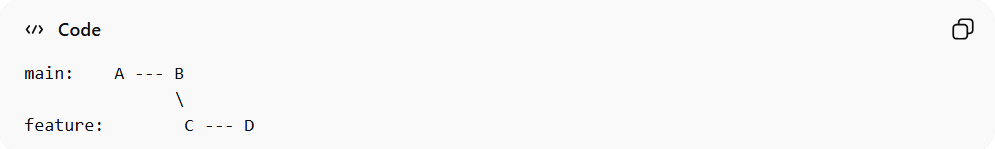 </> Code
main:    A --- B
                \
feature:        C --- D